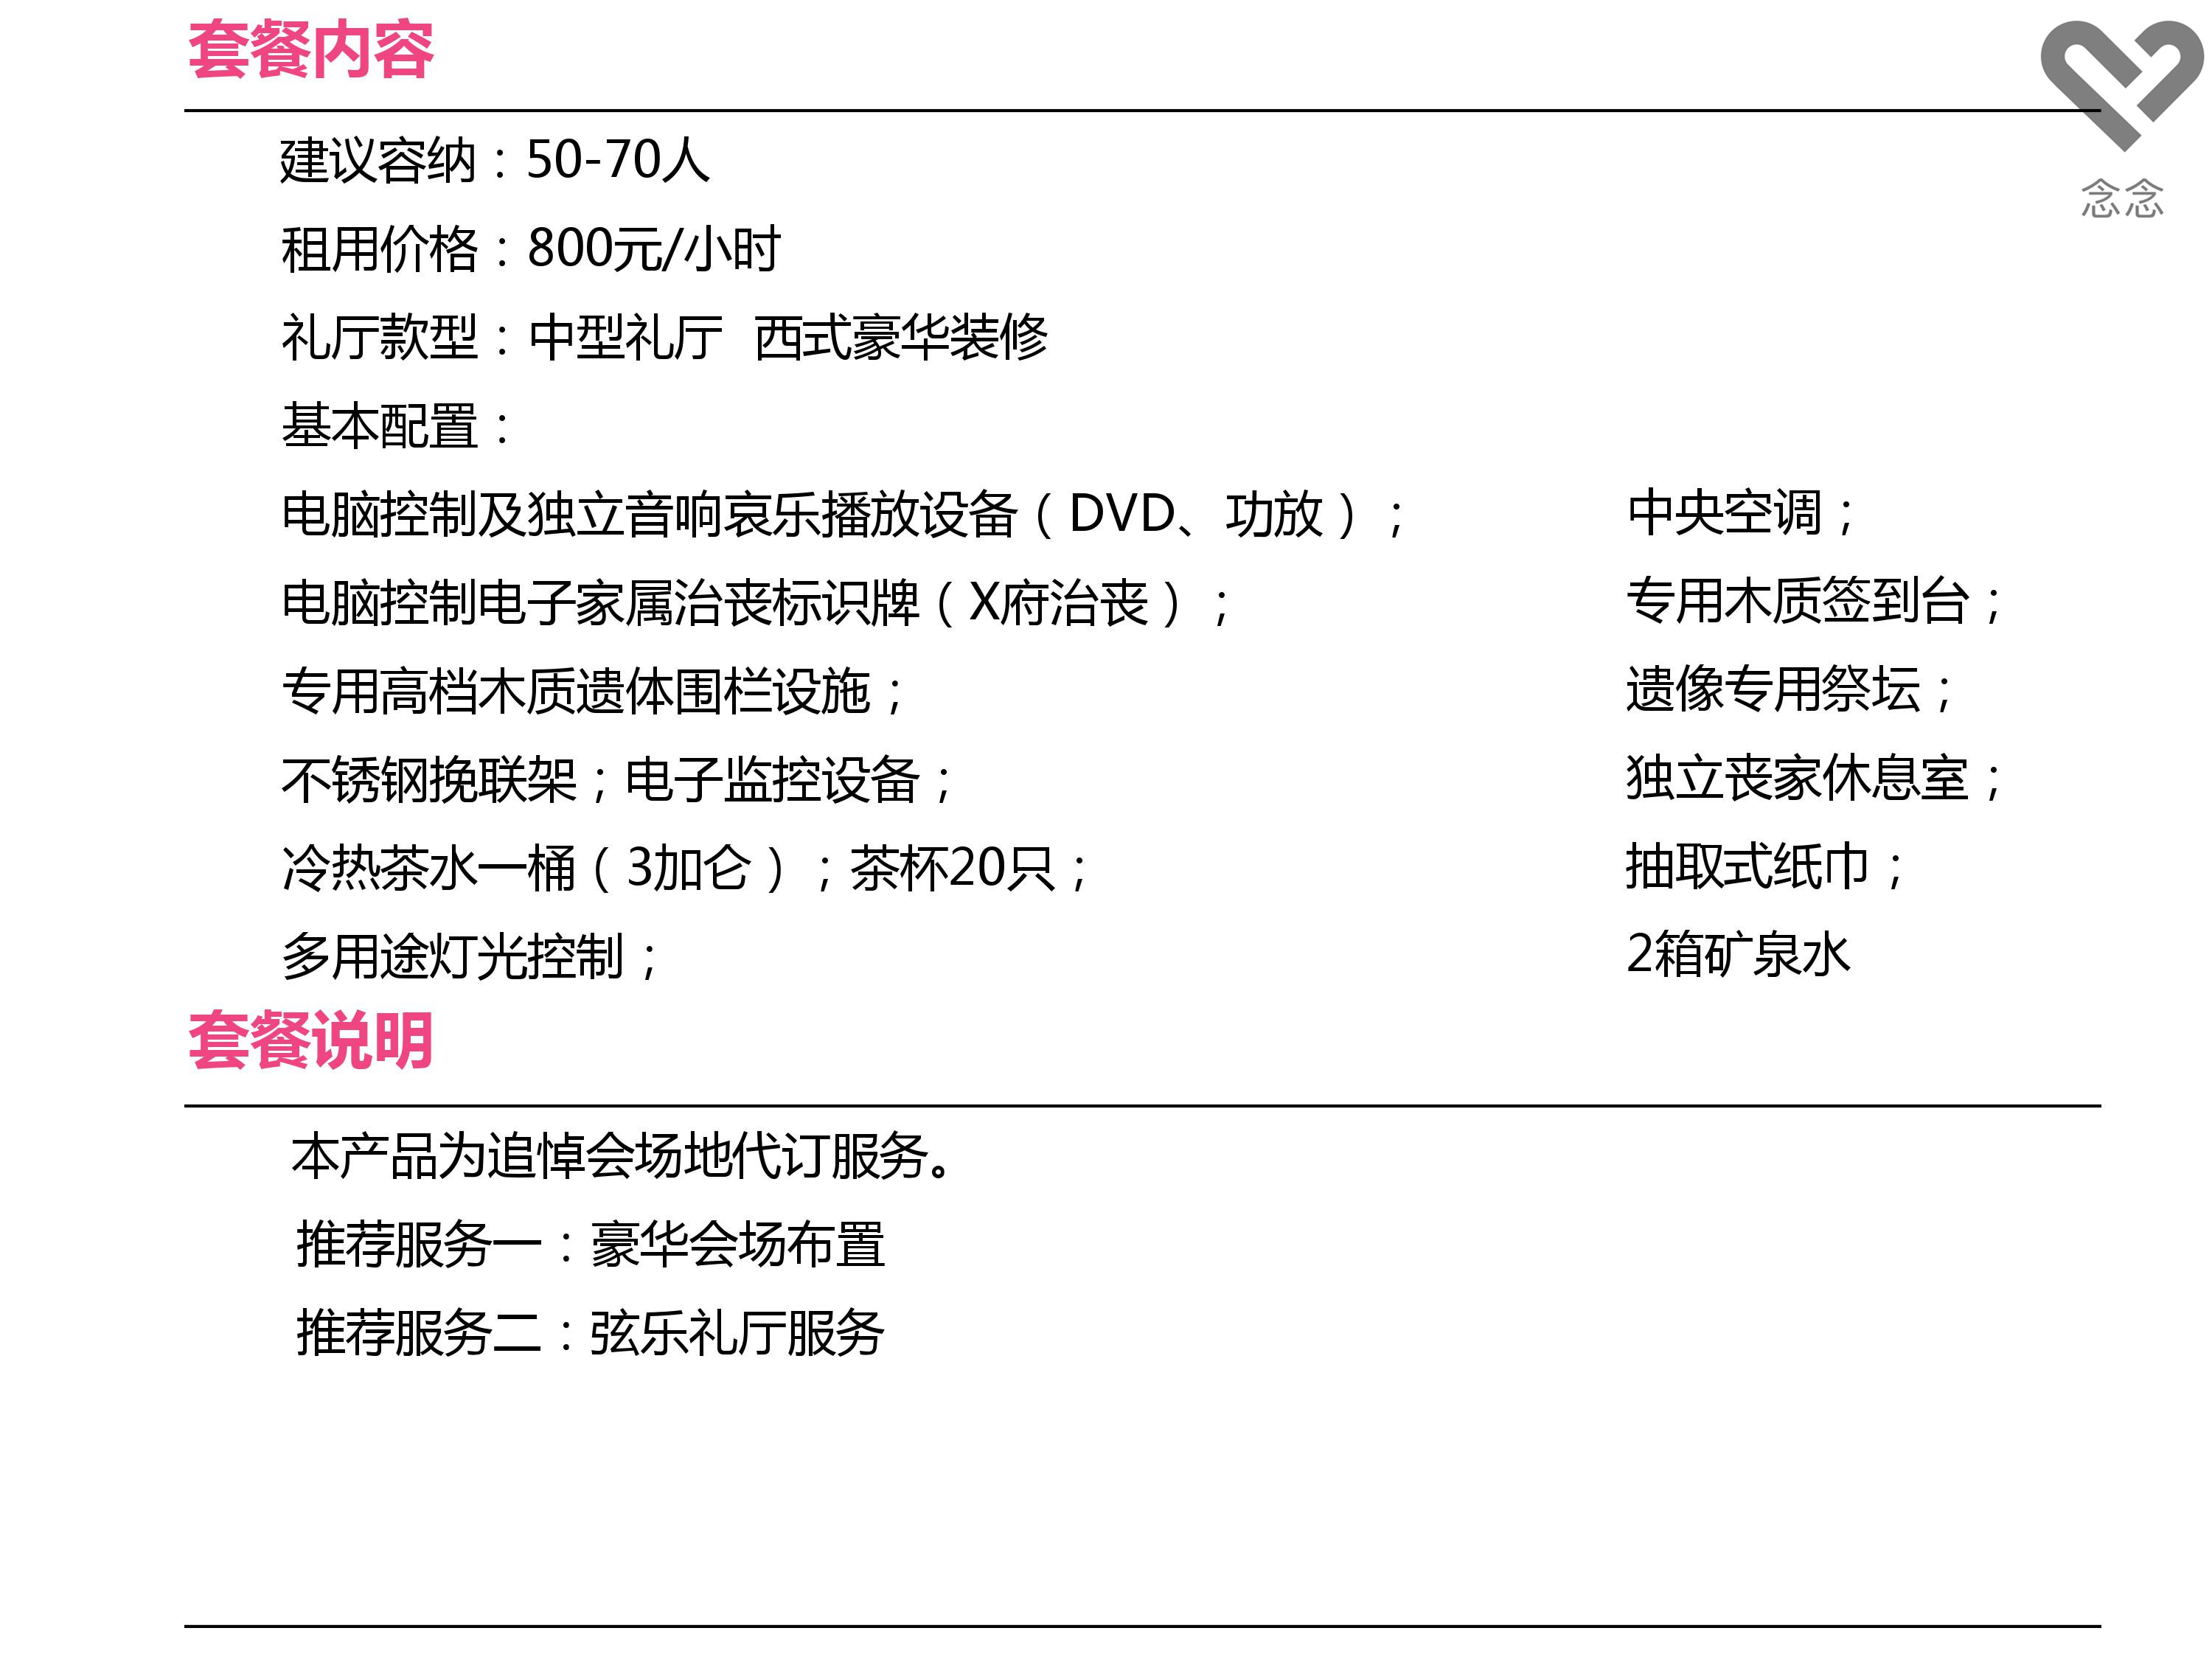 套餐内容
念念
建议容纳：50-70人
租用价格：800元/小时
礼厅款型：中型礼厅 西式豪华装修
基本配置：
电脑控制及独立音响哀乐播放设备（DVD、功放）；
电脑控制电子家属治丧标识牌（X府治丧）；
专用高档木质遗体围栏设施；
不锈钢挽联架；电子监控设备；
冷热茶水一桶（3加仑）；茶杯20只；
多用途灯光控制；
中央空调；
专用木质签到台；
遗像专用祭坛；
独立丧家休息室；
抽取式纸巾；
2箱矿泉水
套餐说明
本产品为追悼会场地代订服务。
推荐服务一：豪华会场布置
推荐服务二：弦乐礼厅服务